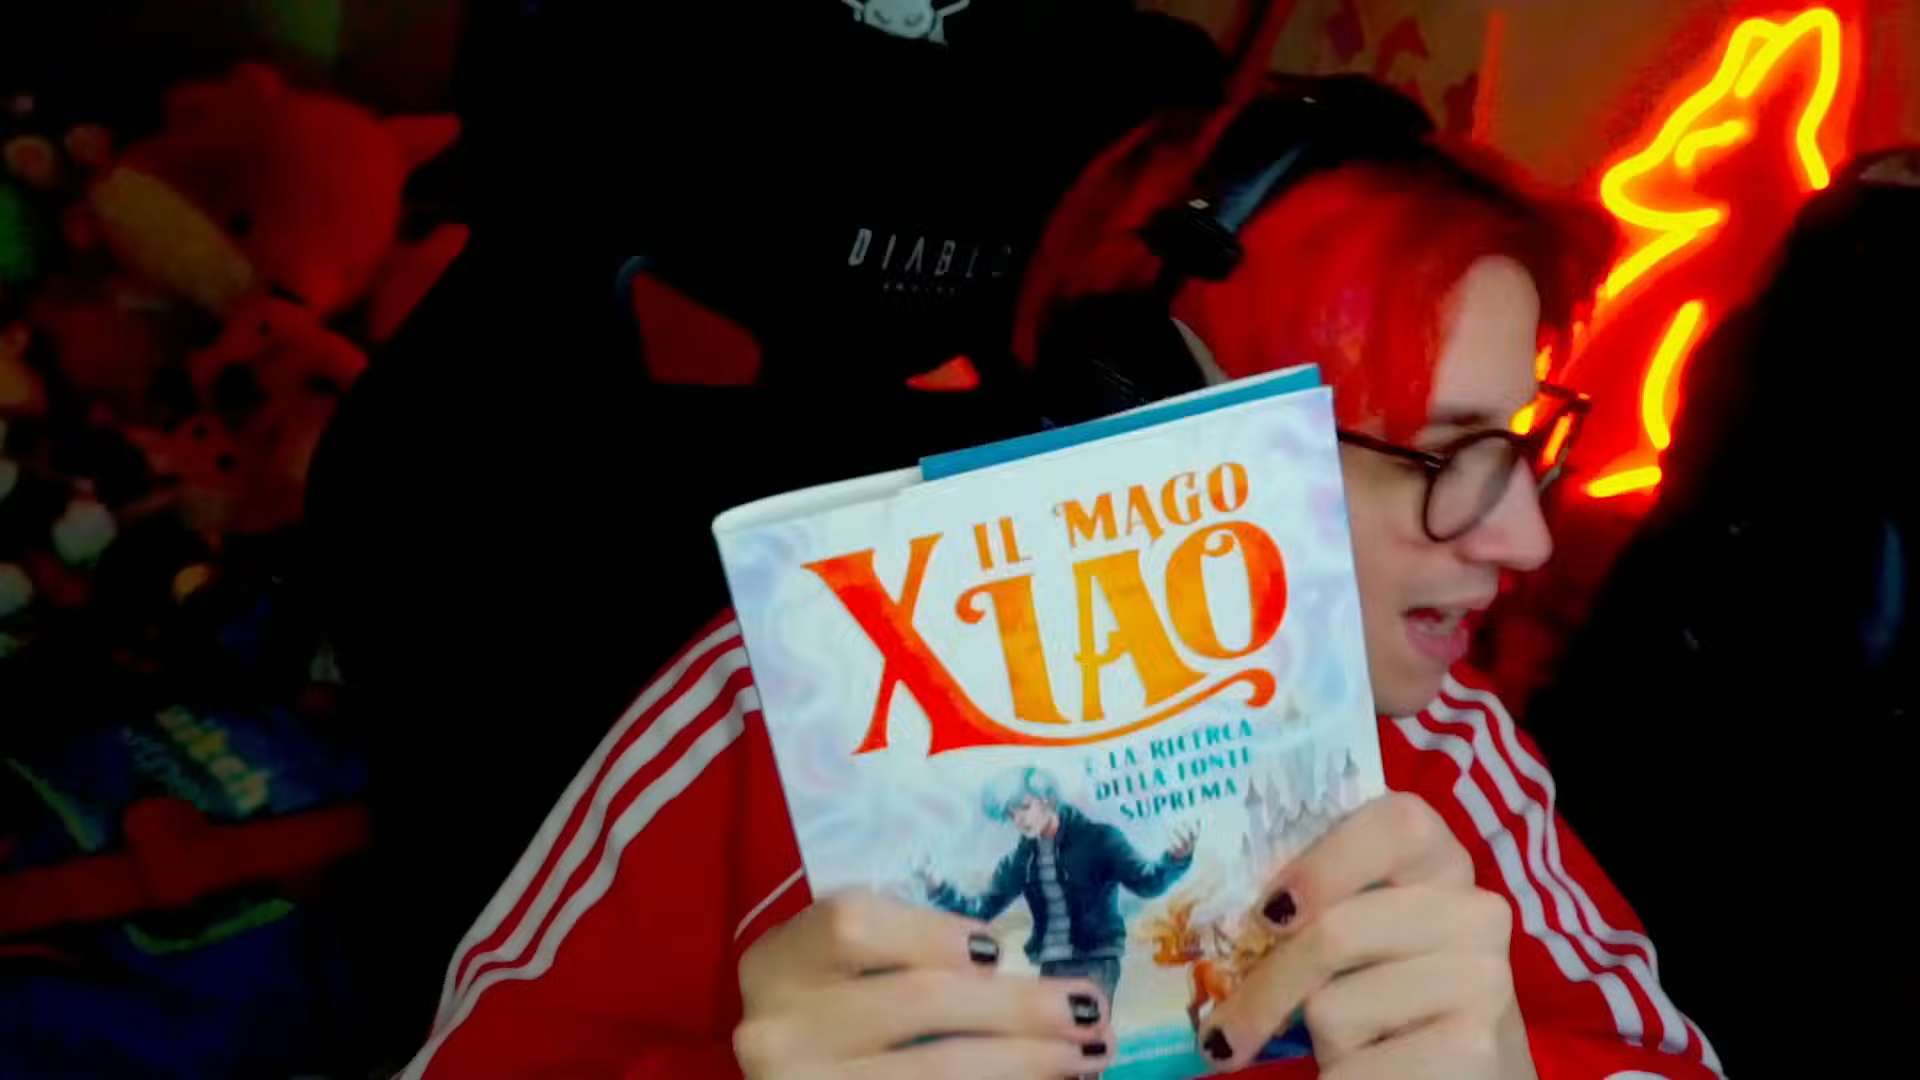 DIABLO
IL MAGO
XIAO
E LA RICERCA
DELLA FONTE
SUPREMA